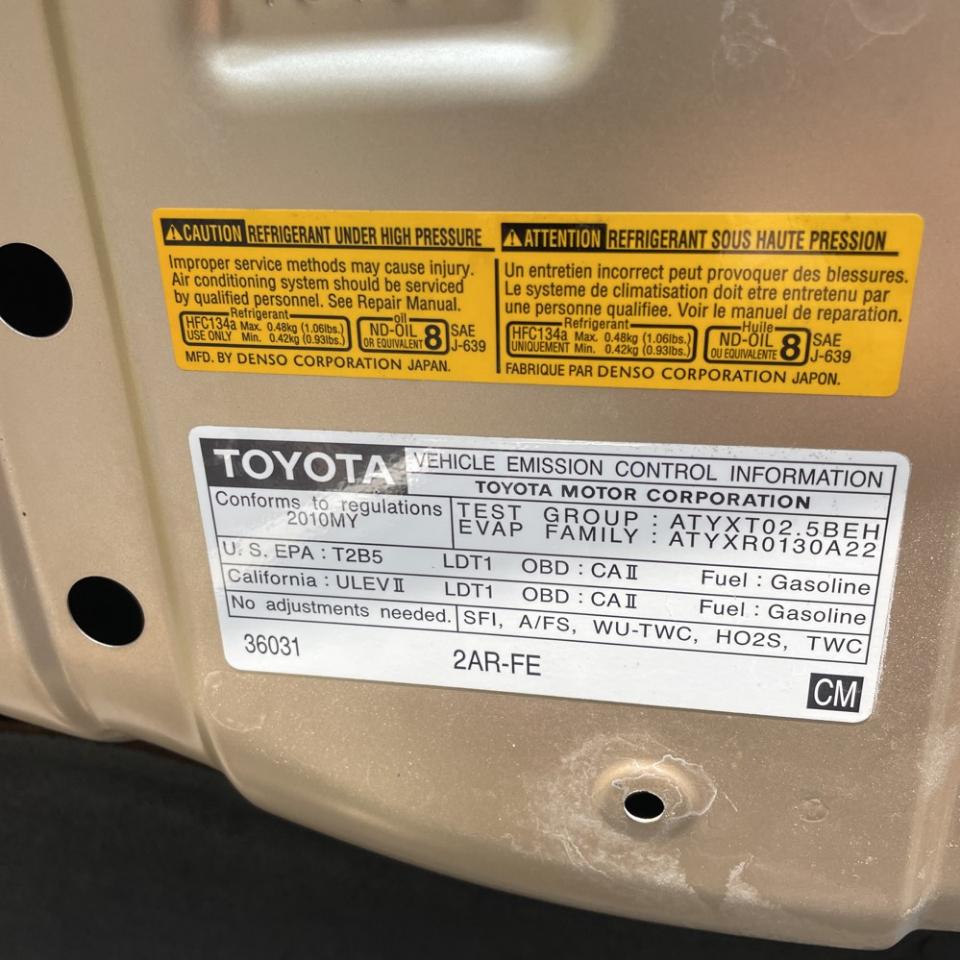 CAUTION REFRIGERANT UNDER HIGH PRESSURE
Improper service methods may cause injury.
Air conditioning system should be serviced
by qualified personnel. See Repair Manual.
Refrigerant
HFC134a Max. 0.48kg (1.06lbs.)
USE ONLY Min. 0.42kg (0.93lbs.)
oil
ND-OIL 8
OR EQUIVALENT
SAE
J-639
MFD. BY DENSO CORPORATION JAPAN.
ATTENTION REFRIGERANT SOUS HAUTE PRESSION
Un entretien incorrect peut provoquer des blessures.
Le systeme de climatisation doit etre entretenu par
une personne qualifiee. Voir le manuel de reparation.
Refrigerant
HFC134a Max. 0.48kg (1.06lbs.)
UNIQUEMENT Min. 0.42kg (0.93lbs.)
Huile
ND-OIL 8
OU EQUIVALENTE
SAE
J-639
FABRIQUE PAR DENSO CORPORATION JAPON.
TOYOTA VEHICLE EMISSION CONTROL INFORMATION
TOYOTA MOTOR CORPORATION
Conforms to regulations
2010MY
TEST GROUP : ATYXT02.5BEH
EVAP FAMILY : ATYXR0130A22
U.S. EPA : T2B5 LDT1 OBD : CAⅡ Fuel : Gasoline
California : ULEVⅡ LDT1 OBD : CAⅡ Fuel : Gasoline
No adjustments needed. SFI, A/FS, WU-TWC, HO2S, TWC
36031 2AR-FE CM